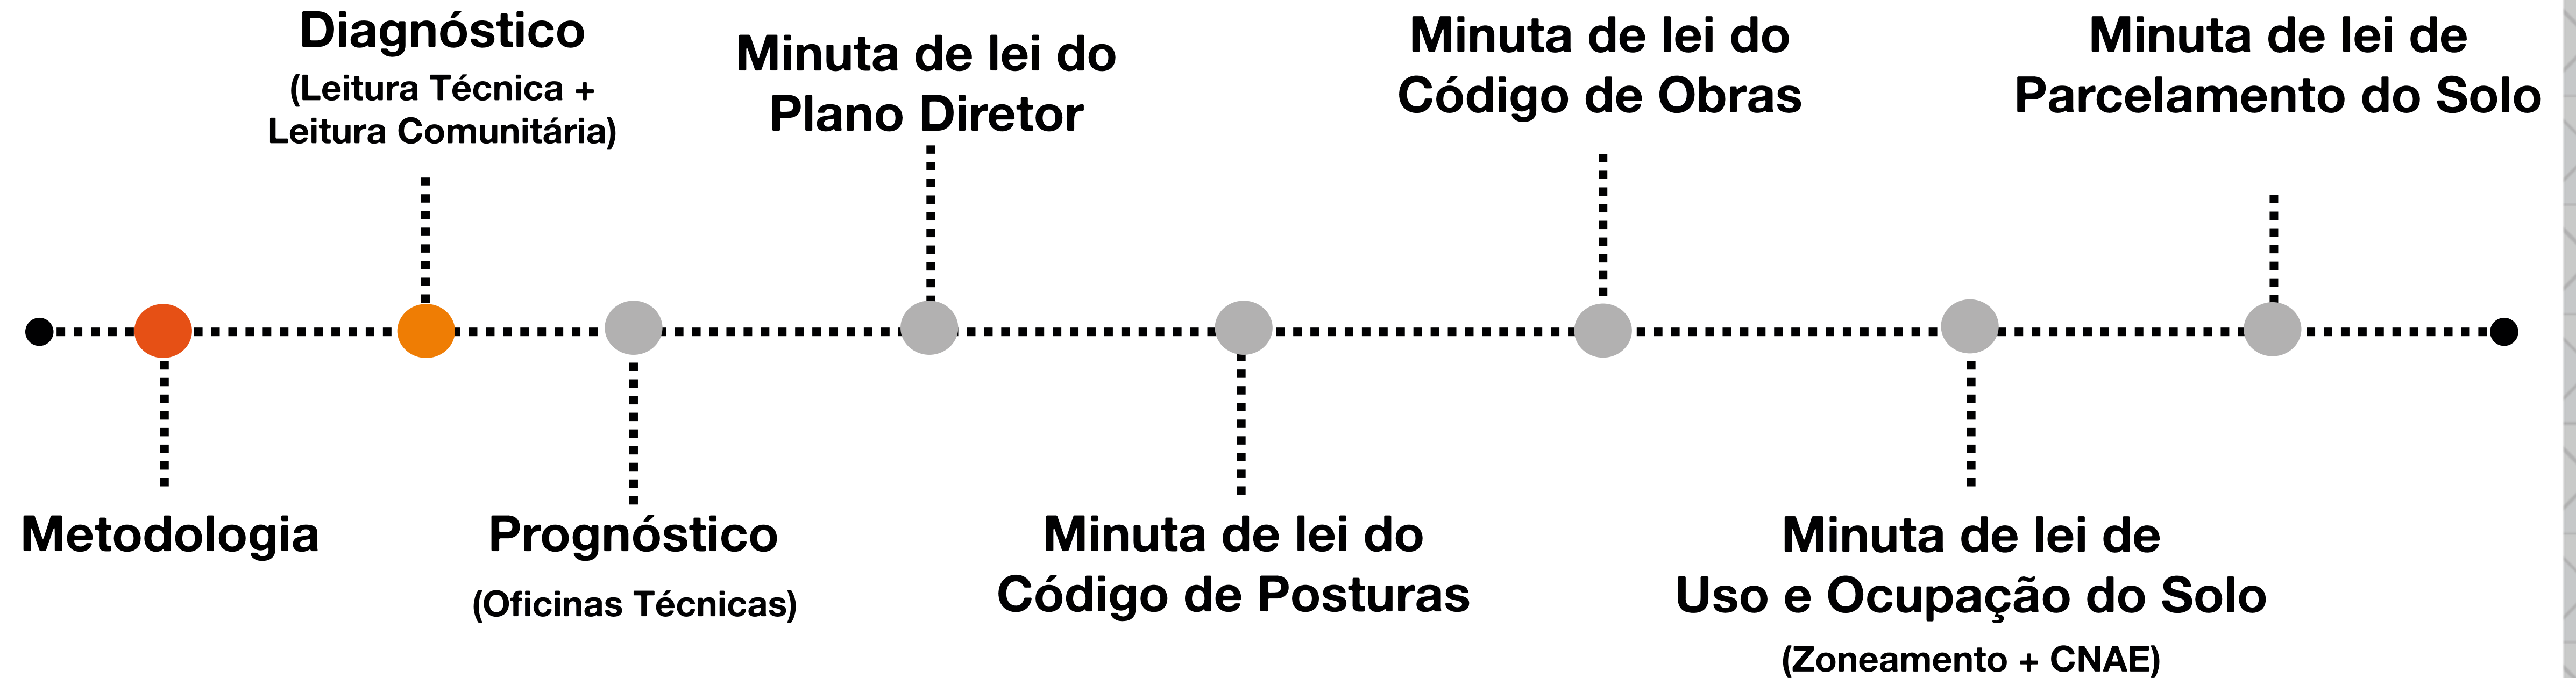 Diagnóstico
(Leitura Técnica +
Leitura Comunitária)
Minuta de lei do
Plano Diretor
Minuta de lei do
Código de Obras
Minuta de lei de
Parcelamento do Solo
Metodologia
Prognóstico
(Oficinas Técnicas)
Minuta de lei do
Código de Posturas
Minuta de lei de
Uso e Ocupação do Solo
(Zoneamento + CNAE)